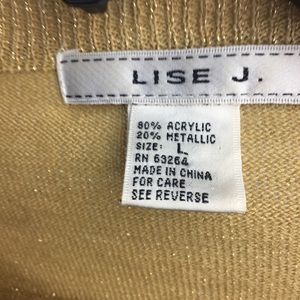 LISE J.
80% ACRYLIC
20% METALLIC
SIZE: L
RN 63264
MADE IN CHINA
FOR CARE
SEE REVERSE